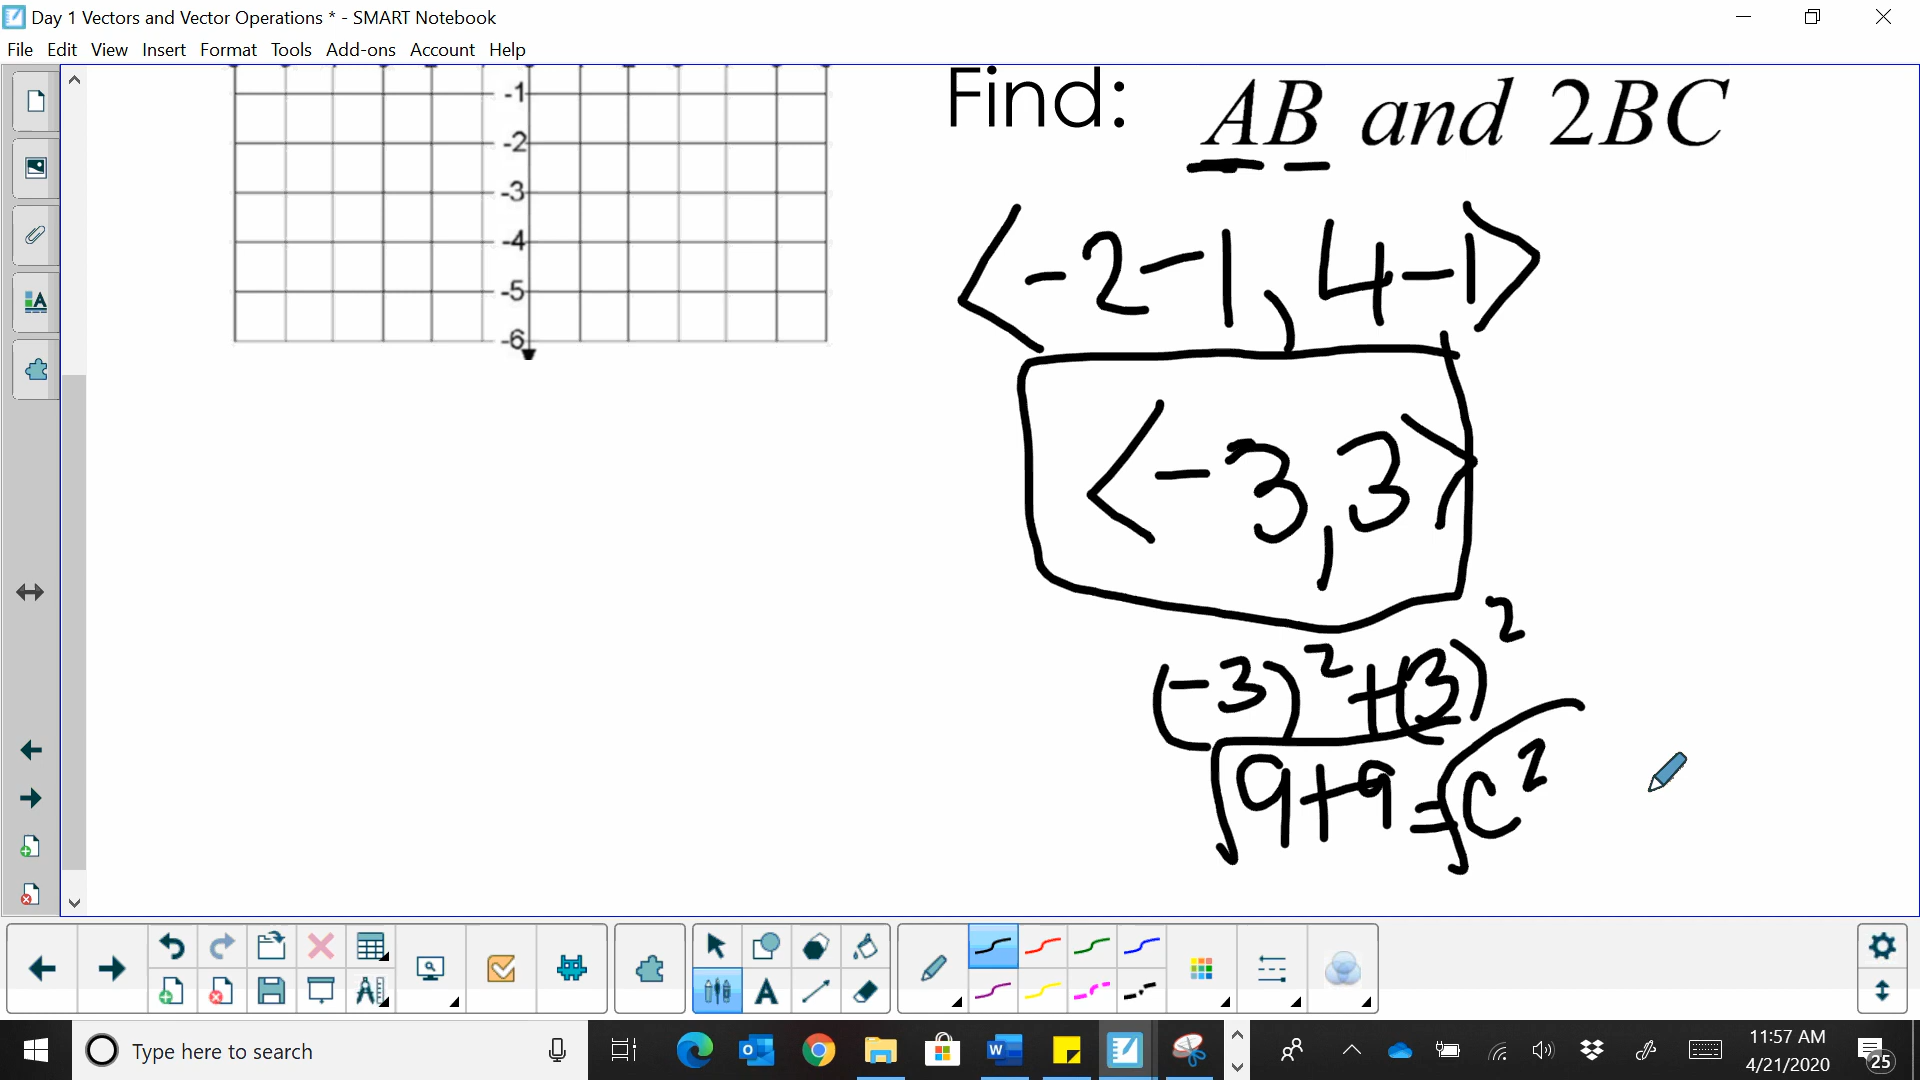 Day 1 Vectors and Vector Operations * - SMART Notebook
File Edit View Insert Format Tools Add-ons Account Help
-1
-2
-3
-4
-5
-6
Find: AB and 2BC
<-2-1, 4-1>
<-3,3>
(-3)²+(3)²
√9+9=√c²
A
Type here to search
11:57 AM
4/21/2020
25